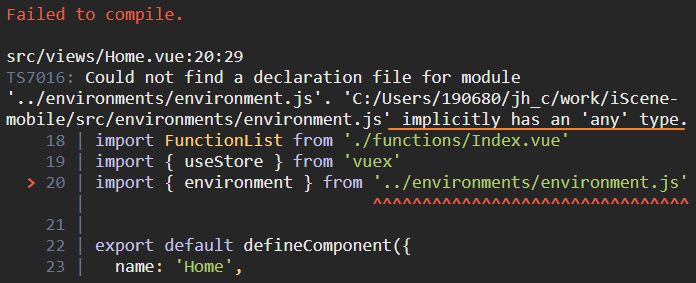 Failed to compile.
src/views/Home.vue:20:29
TS7016: Could not find a declaration file for module
'../environments/environment.js'. 'C:/Users/190680/jh_c/work/iScene-
mobile/src/environments/environment.js' implicitly has an 'any' type.
18 | import FunctionList from './functions/Index.vue'
19 | import { useStore } from 'vuex'
> 20 | import { environment } from '../environments/environment.js'
| ^^^^^^^^^^^^^^^^^^^^^^^^^^^^^^^^
21 |
22 | export default defineComponent({
23 | name: 'Home',